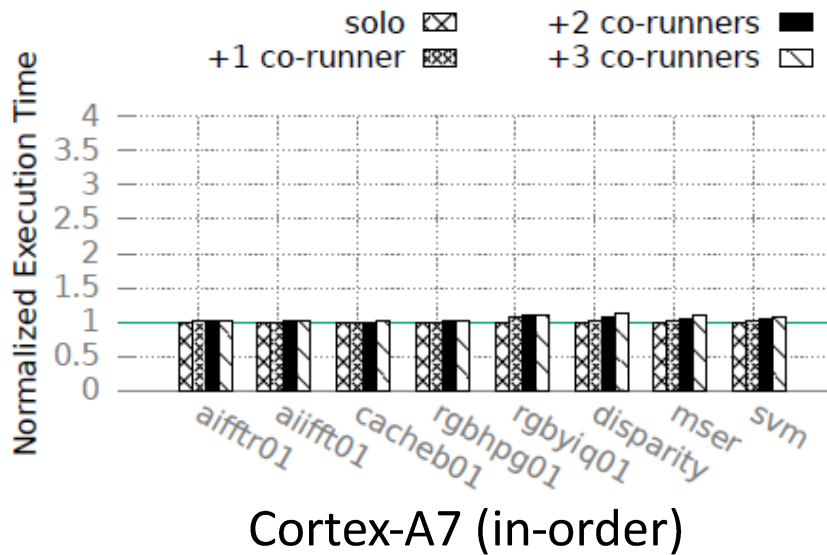 solo
+1 co-runner
+2 co-runners
+3 co-runners
Normalized Execution Time
4
3.5
3
2.5
2
1.5
1
0.5
0
aifftr01
aiifft01
cacheb01
rgbhpg01
rgbyiq01
disparity
mser
svm
Cortex-A7 (in-order)